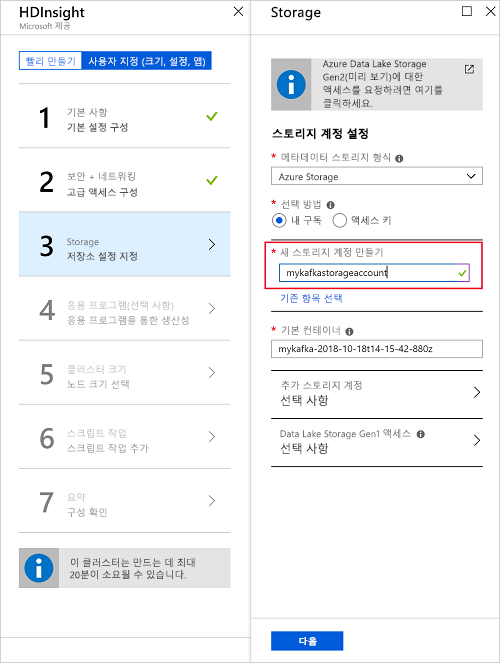 HDInsight
Microsoft 제공
빨리 만들기
사용자 지정 (크기, 설정, 앱)
1
기본 사항
기본 설정 구성
2
보안 + 네트워킹
고급 액세스 구성
3
Storage
저장소 설정 지정
4
응용 프로그램(선택 사항)
응용 프로그램을 통한 생산성
5
클러스터 크기
노드 크기 선택
6
스크립트 작업
스크립트 작업 추가
7
요약
구성 확인
이 클러스터는 만드는 데 최대
20분이 소요될 수 있습니다.
Storage
Azure Data Lake Storage
Gen2(미리 보기)에 대한
액세스를 요청하려면 여기를
클릭하세요.
스토리지 계정 설정
* 메타데이터 스토리지 형식
Azure Storage
* 선택 방법
내 구독
액세스 키
* 새 스토리지 계정 만들기
mykafkastorageaccount
기존 항목 선택
* 기본 컨테이너
mykafka-2018-10-18t14-15-42-880z
추가 스토리지 계정
선택 사항
Data Lake Storage Gen1 액세스
선택 사항
다음